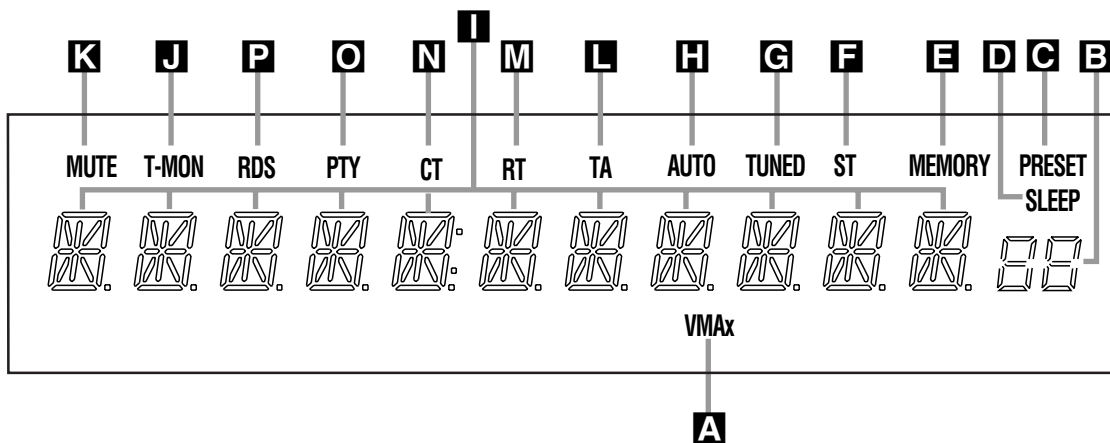 I
K J P O N M L H G F E D C B
MUTE T-MON RDS PTY CT RT TA AUTO TUNED ST MEMORY PRESET
SLEEP
VMAx
A